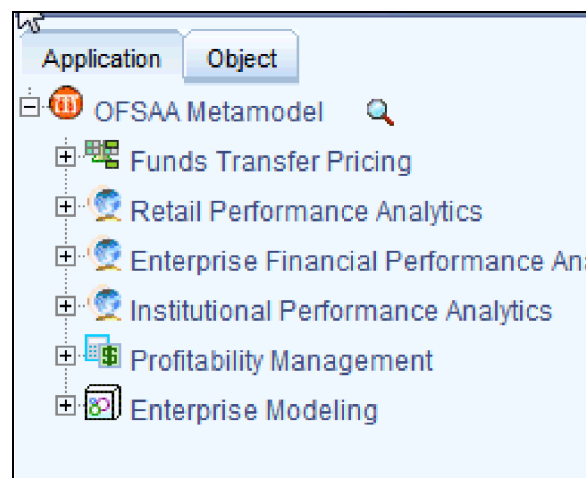 Application Object
OFSAA Metamodel
Funds Transfer Pricing
Retail Performance Analytics
Enterprise Financial Performance
Institutional Performance Analytics
Profitability Management
Enterprise Modeling